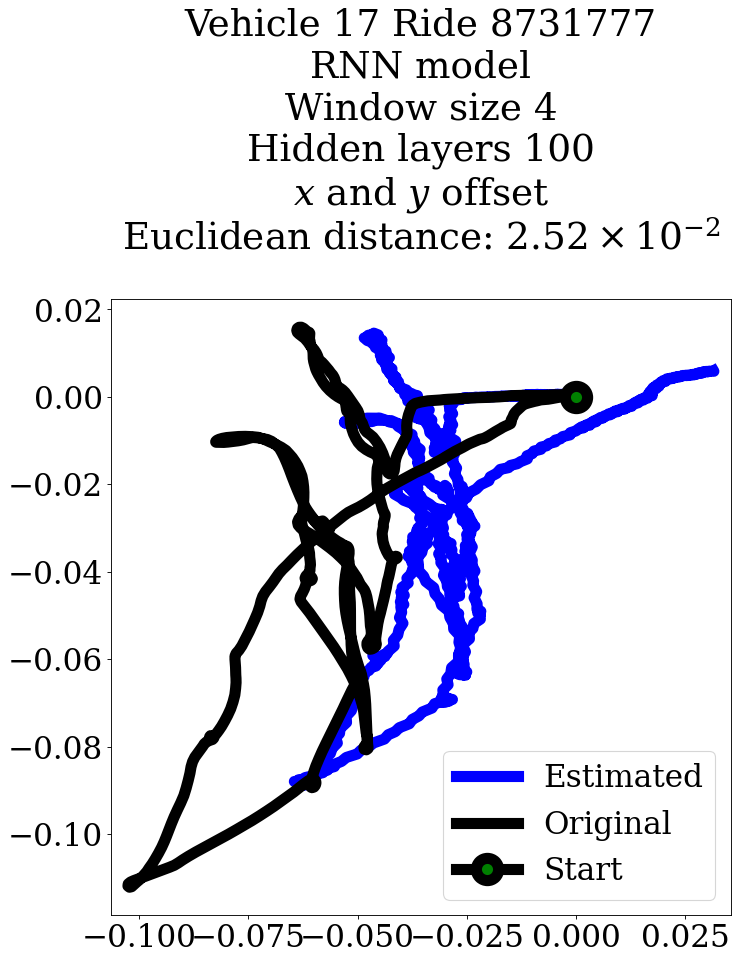 Vehicle 17 Ride 8731777
RNN model
Window size 4
Hidden layers 100
x and y offset
Euclidean distance: 2.52 × 10⁻²
0.02
0.00
−0.02
−0.04
−0.06
−0.08
−0.10
Estimated
Original
Start
−0.100 −0.075 −0.050 −0.025 0.000 0.025